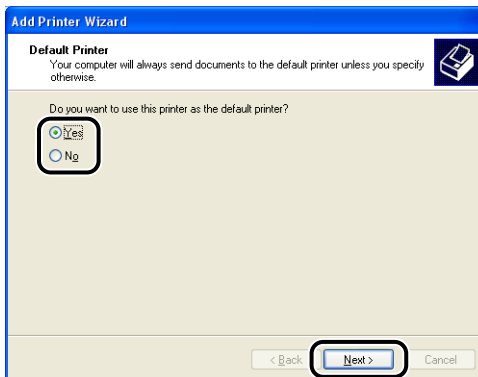 Add Printer Wizard
Default Printer
Your computer will always send documents to the default printer unless you specify
otherwise.
Do you want to use this printer as the default printer?
Yes
No
< Back
Next >
Cancel